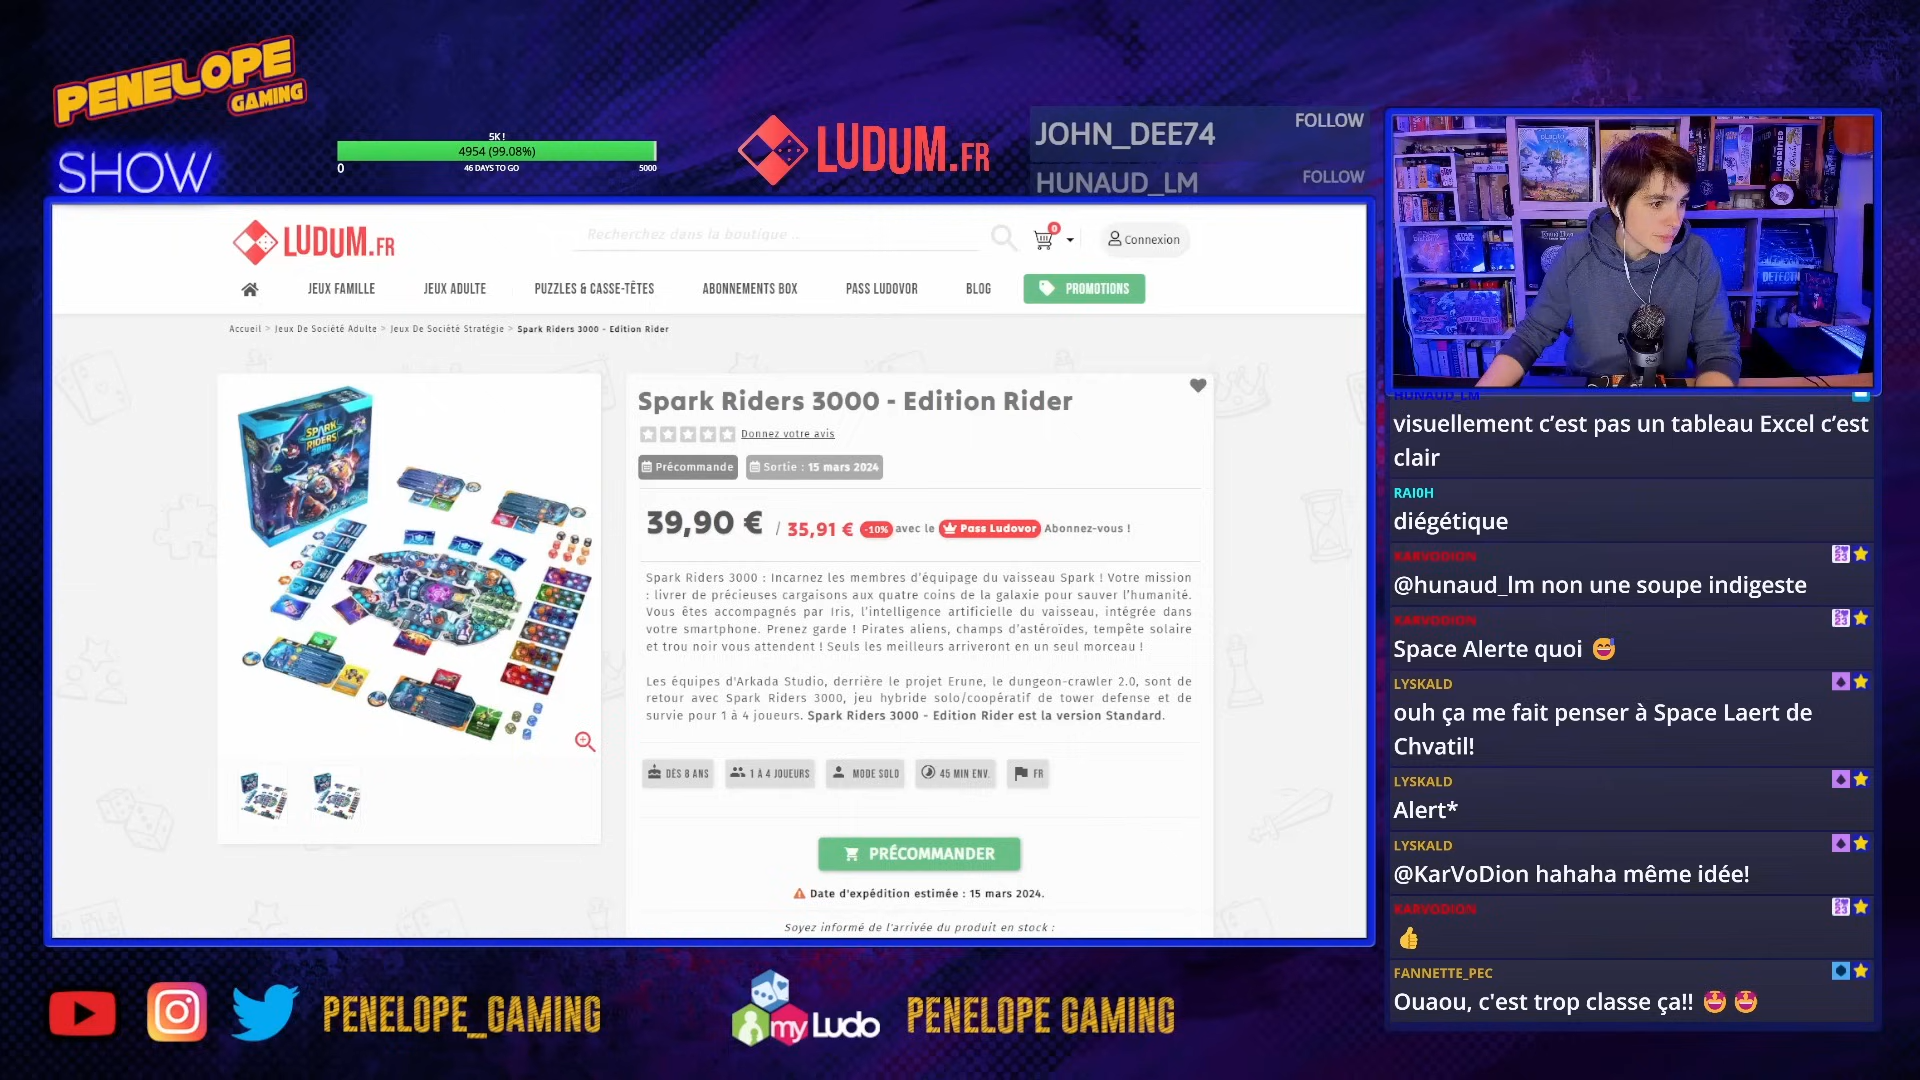 PENELOPE
GAMING
SHOW
5K !
4954 (99.08%)
0
46 DAYS TO GO
5000
LUDUM.FR
JOHN_DEE74
FOLLOW
HUNAUD_LM
FOLLOW
LUDUM.FR
Recherchez dans la boutique ..
0
Connexion
JEUX FAMILLE
JEUX ADULTE
PUZZLES & CASSE-TÊTES
ABONNEMENTS BOX
PASS LUDOVOR
BLOG
PROMOTIONS
Accueil > Jeux De Société Adulte > Jeux De Société Stratégie > Spark Riders 3000 - Edition Rider
SPARK
RIDERS
3000
Spark Riders 3000 - Edition Rider
Donnez votre avis
Précommande
Sortie : 15 mars 2024
39,90 € / 35,91 € -10% avec le Pass Ludovor Abonnez-vous !
Spark Riders 3000 : Incarnez les membres d'équipage du vaisseau Spark ! Votre mission
: livrer de précieuses cargaisons aux quatre coins de la galaxie pour sauver l'humanité.
Vous êtes accompagnés par Iris, l'intelligence artificielle du vaisseau, intégrée dans
votre smartphone. Prenez garde ! Pirates aliens, champs d'astéroïdes, tempête solaire
et trou noir vous attendent ! Seuls les meilleurs arriveront en un seul morceau !
Les équipes d'Arkada Studio, derrière le projet Erune, le dungeon-crawler 2.0, sont de
retour avec Spark Riders 3000, jeu hybride solo/coopératif de tower defense et de
survie pour 1 à 4 joueurs. Spark Riders 3000 - Edition Rider est la version Standard.
DÈS 8 ANS
1 À 4 JOUEURS
MODE SOLO
45 MIN ENV.
FR
PRÉCOMMANDER
Date d'expédition estimée : 15 mars 2024.
Soyez informé de l'arrivée du produit en stock :
HUNAUD_LM
visuellement c'est pas un tableau Excel c'est
clair
RAI0H
diégétique
KARVODION
@hunaud_lm non une soupe indigeste
KARVODION
Space Alerte quoi 😅
LYSKALD
ouh ça me fait penser à Space Laert de
Chvatil!
LYSKALD
Alert*
LYSKALD
@KarVoDion hahaha même idée!
KARVODION
👍
FANNETTE_PEC
Ouaou, c'est trop classe ça!! 🤩 🤩
PENELOPE_GAMING
myLudo
PENELOPE GAMING